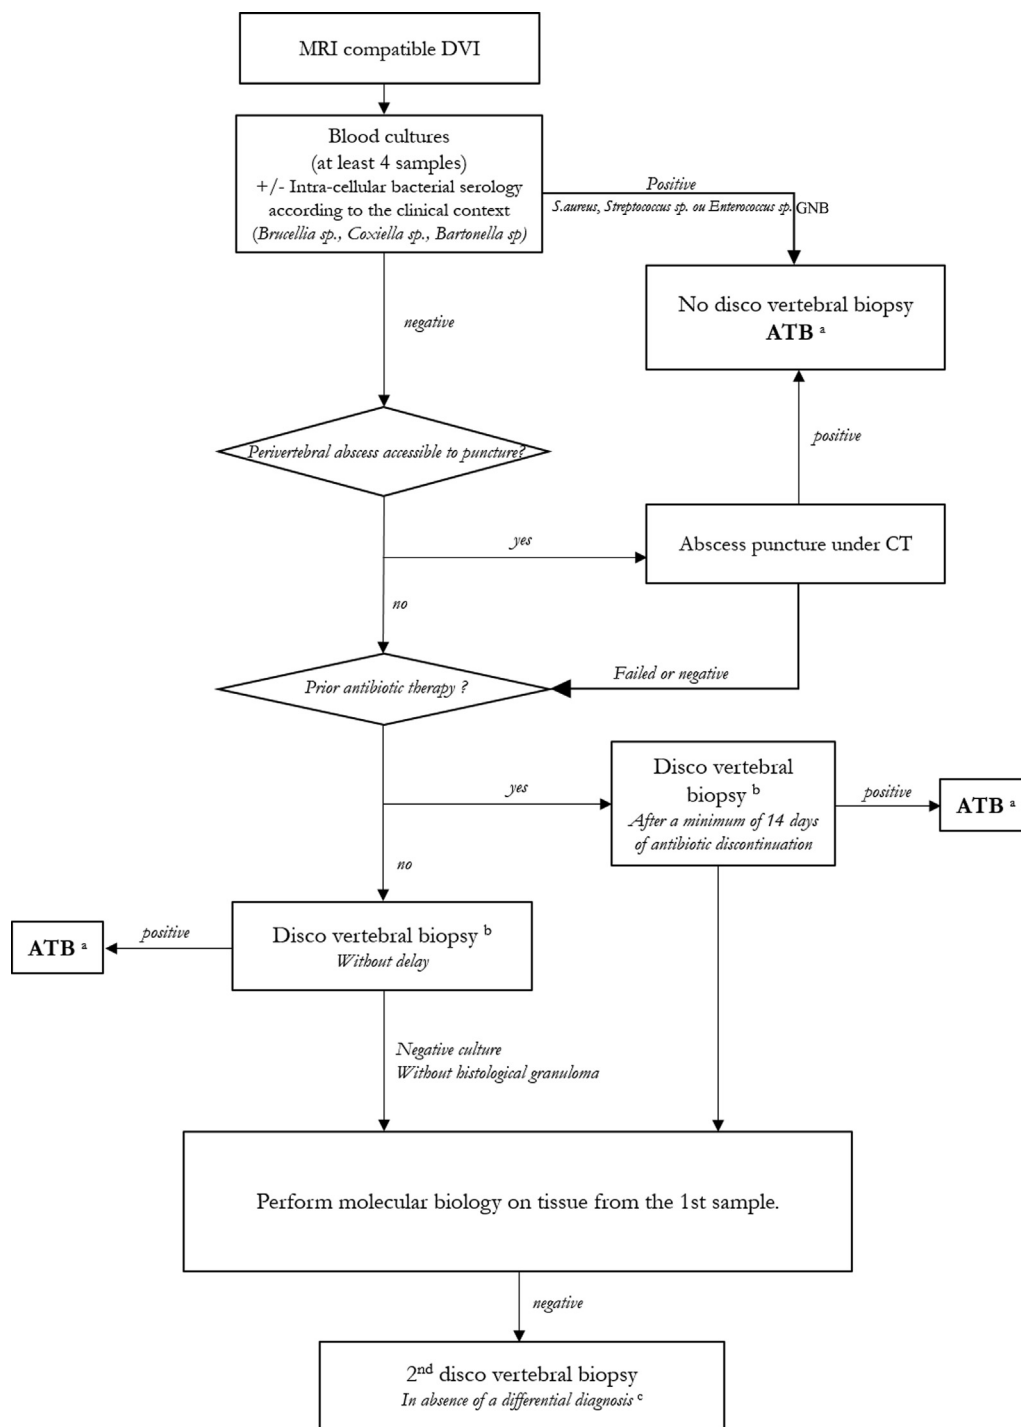 MRI compatible DVI
Blood cultures
(at least 4 samples)
+/- Intra-cellular bacterial serology
according to the clinical context
(Brucellia sp., Coxiella sp., Bartonella sp)
Positive
S.aureus, Streptococcus sp. ou Enterococcus sp. GNB
No disco vertebral biopsy
ATB a
negative
Perivertebral abscess accessible to puncture?
positive
yes
Abscess puncture under CT
no
Failed or negative
Prior antibiotic therapy ?
yes
Disco vertebral
biopsy b
After a minimum of 14 days
of antibiotic discontinuation
positive
ATB a
no
ATB a
positive
Disco vertebral biopsy b
Without delay
Negative culture
Without histological granuloma
Perform molecular biology on tissue from the 1st sample.
negative
2nd disco vertebral biopsy
In absence of a differential diagnosis c